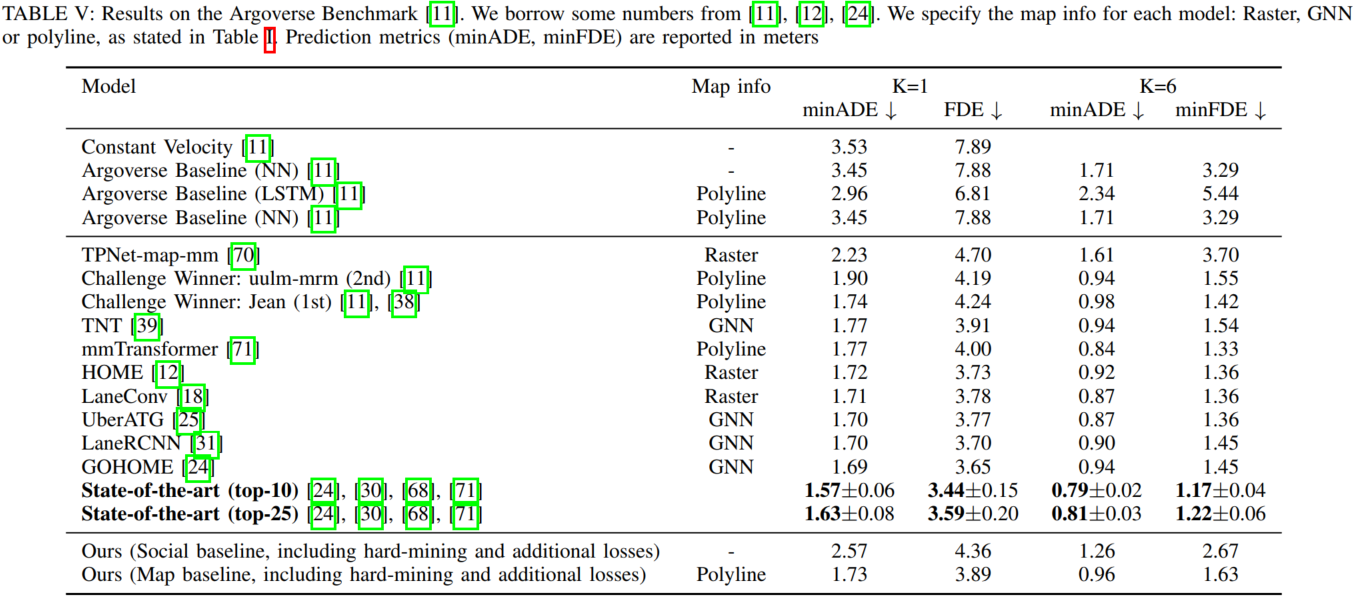 TABLE V: Results on the Argoverse Benchmark [11]. We borrow some numbers from [11], [12], [24]. We specify the map info for each model: Raster, GNN
or polyline, as stired in Table I. Prediction metrics (minADE, minFDE) are reported in meters
Model Map info K=1 K=6
minADE ↓ FDE ↓ minADE ↓ minFDE ↓
Constant Velocity [11] - 3.53 7.89
Argoverse Baseline (NN) [11] - 3.45 7.88 1.71 3.29
Argoverse Baseline (LSTM) [11] Polyline 2.96 6.81 2.34 5.44
Argoverse Baseline (NN) [11] Polyline 3.45 7.88 1.71 3.29
TPNet-map-mm [70] Raster 2.23 4.70 1.61 3.70
Challenge Winner: uulm-mrm (2nd) [11] Polyline 1.90 4.19 0.94 1.55
Challenge Winner: Jean (1st) [11], [38] Polyline 1.74 4.24 0.98 1.42
TNT [39] GNN 1.77 3.91 0.94 1.54
mmTransformer [71] Polyline 1.77 4.00 0.84 1.33
HOME [12] Raster 1.72 3.73 0.92 1.36
LaneConv [18] Raster 1.71 3.78 0.87 1.36
UberATG [25] GNN 1.70 3.77 0.87 1.36
LaneRCNN [31] GNN 1.70 3.70 0.90 1.45
GOHOME [24] GNN 1.69 3.65 0.94 1.45
State-of-the-art (top-10) [24], [30], [68], [71] 1.57±0.06 3.44±0.15 0.79±0.02 1.17±0.04
State-of-the-art (top-25) [24], [30], [68], [71] 1.63±0.08 3.59±0.20 0.81±0.03 1.22±0.06
Ours (Social baseline, including hard-mining and additional losses) - 2.57 4.36 1.26 2.67
Ours (Map baseline, including hard-mining and additional losses) Polyline 1.73 3.89 0.96 1.63